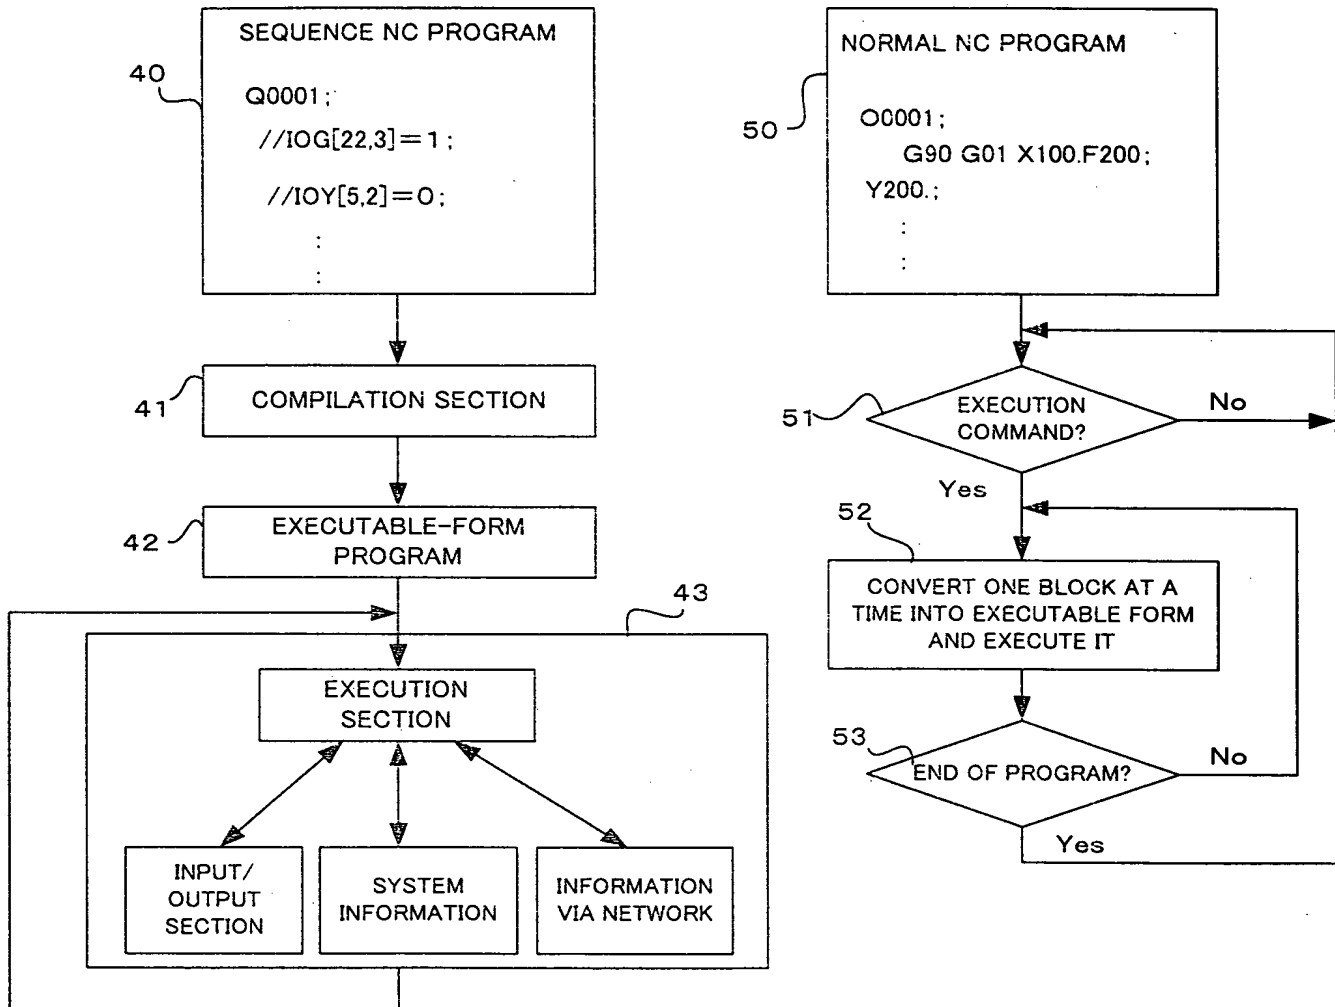 SEQUENCE NC PROGRAM
40
Q0001;
//IOG[22,3]=1;
//IOY[5,2]=0;
:
:
41
COMPILATION SECTION
42
EXECUTABLE-FORM
PROGRAM
43
EXECUTION
SECTION
INPUT/
OUTPUT
SECTION
SYSTEM
INFORMATION
INFORMATION
VIA NETWORK
NORMAL NC PROGRAM
50
O0001;
G90 G01 X100.F200;
Y200.;
:
:
51
EXECUTION
COMMAND?
No
Yes
52
CONVERT ONE BLOCK AT A
TIME INTO EXECUTABLE FORM
AND EXECUTE IT
53
END OF PROGRAM?
No
Yes